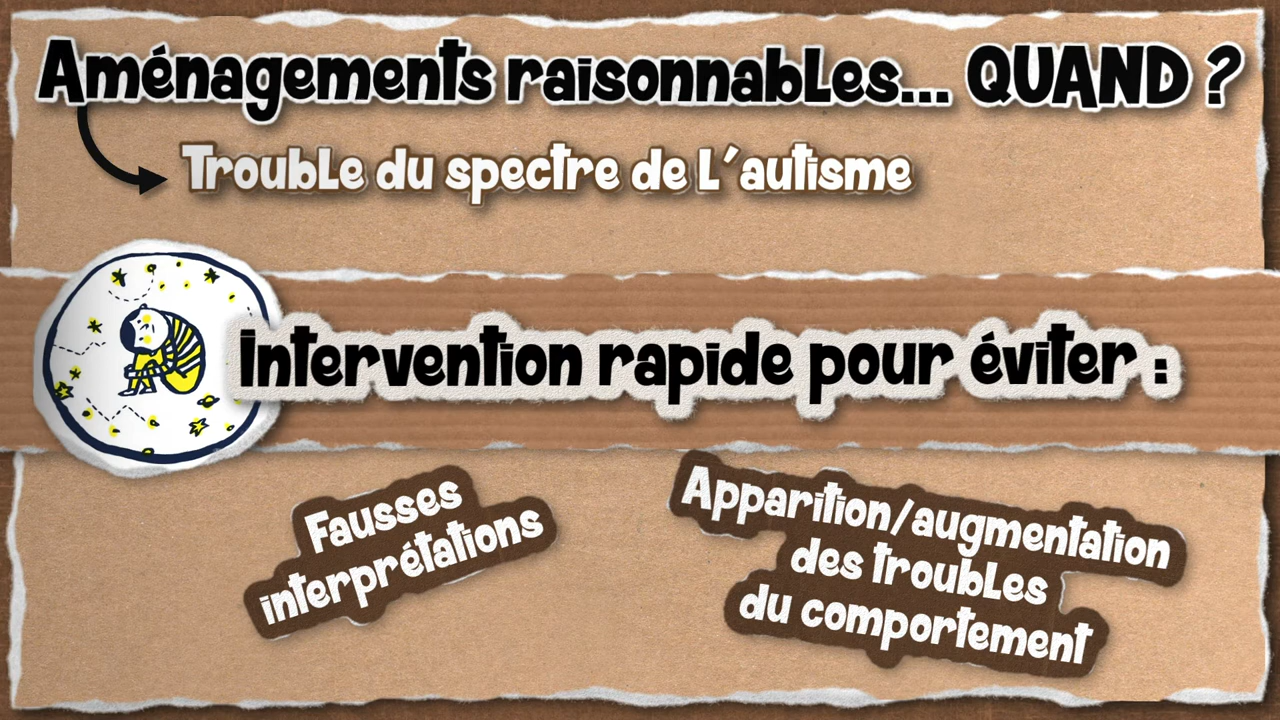 Aménagements raisonnables... QUAND ?
Trouble du spectre de l'autisme
Intervention rapide pour éviter :
Fausses
interprétations
Apparition/augmentation
des troubles
du comportement